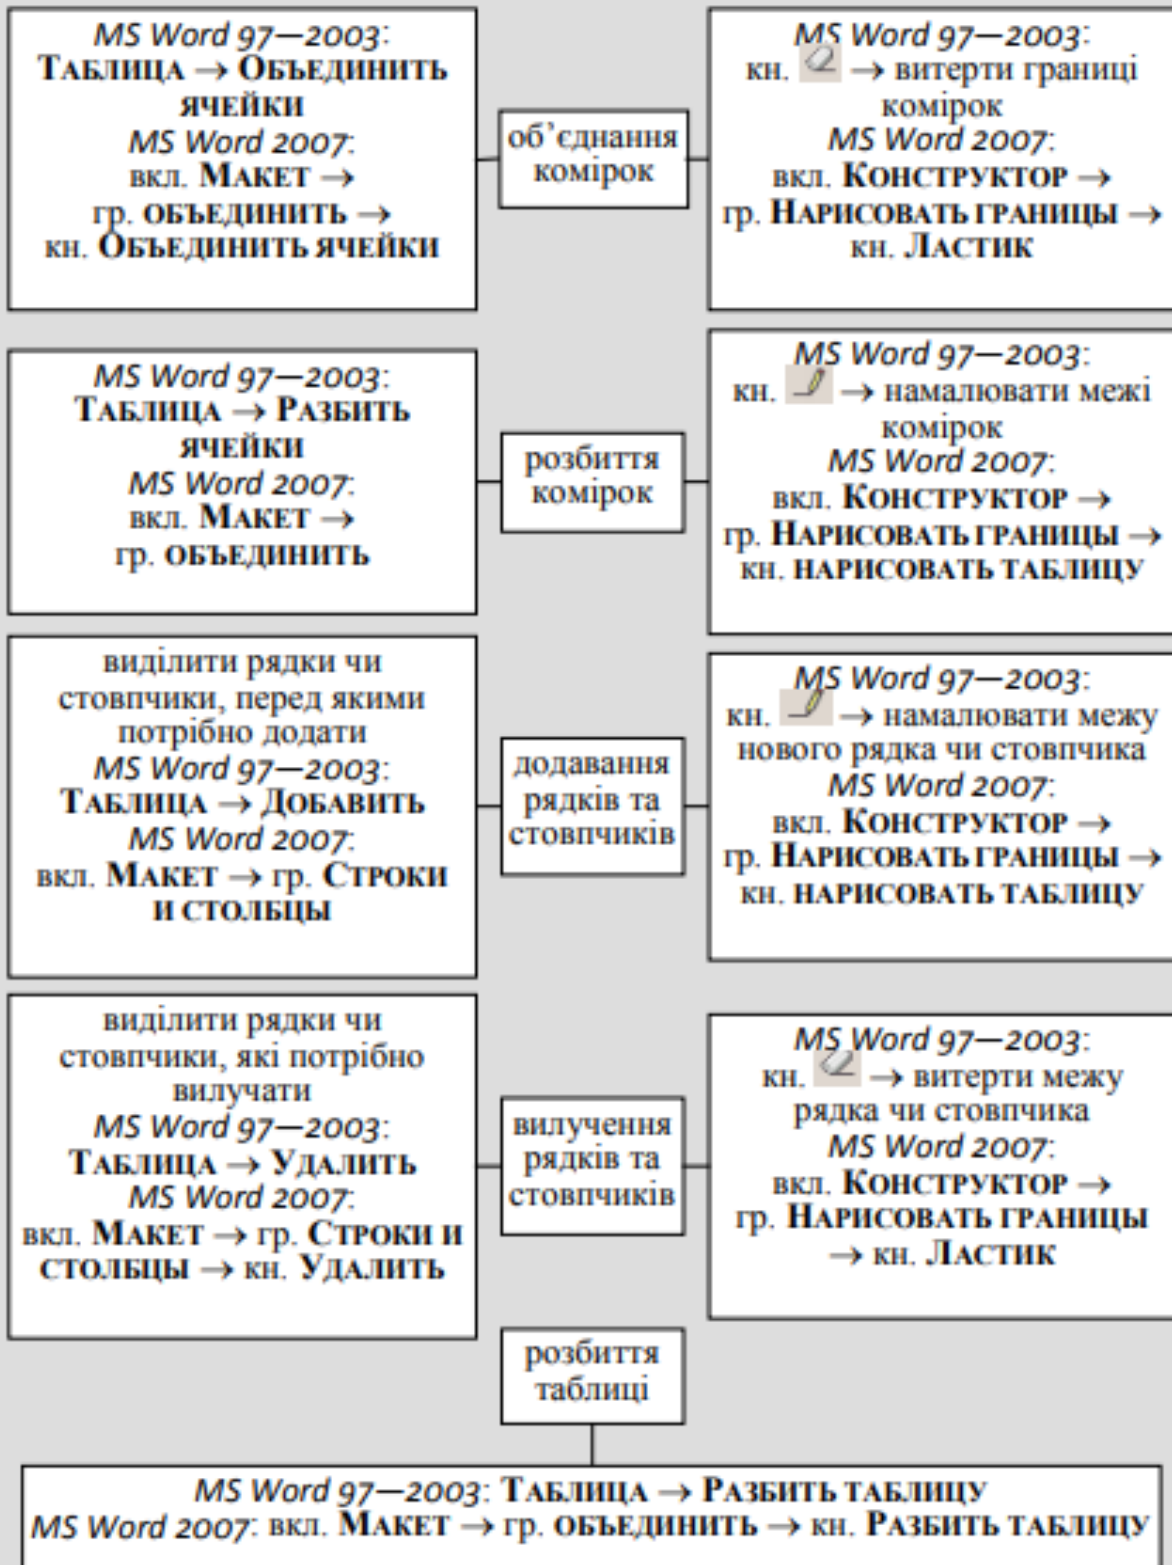 MS Word 97—2003:
ТАБЛИЦА → ОБЪЕДИНИТЬ
ЯЧЕЙКИ
MS Word 2007:
вкл. МАКЕТ →
гр. ОБЪЕДИНИТЬ →
кн. ОБЪЕДИНИТЬ ЯЧЕЙКИ
об’єднання
комірок
MS Word 97—2003:
кн. → витерти границі
комірок
MS Word 2007:
вкл. КОНСТРУКТОР →
гр. НАРИСОВАТЬ ГРАНИЦЫ →
кн. ЛАСТИК
MS Word 97—2003:
ТАБЛИЦА → РАЗБИТЬ
ЯЧЕЙКИ
MS Word 2007:
вкл. МАКЕТ →
гр. ОБЪЕДИНИТЬ
розбиття
комірок
MS Word 97—2003:
кн. → намалювати межі
комірок
MS Word 2007:
вкл. КОНСТРУКТОР →
гр. НАРИСОВАТЬ ГРАНИЦЫ →
кн. НАРИСОВАТЬ ТАБЛИЦУ
виділити рядки чи
стовпчики, перед якими
потрібно додати
MS Word 97—2003:
ТАБЛИЦА → ДОБАВИТЬ
MS Word 2007:
вкл. МАКЕТ → гр. СТРОКИ
И СТОЛБЦЫ
додавання
рядків та
стовпчиків
MS Word 97—2003:
кн. → намалювати межу
нового рядка чи стовпчика
MS Word 2007:
вкл. КОНСТРУКТОР →
гр. НАРИСОВАТЬ ГРАНИЦЫ →
кн. НАРИСОВАТЬ ТАБЛИЦУ
виділити рядки чи
стовпчики, які потрібно
вилучати
MS Word 97—2003:
ТАБЛИЦА → УДАЛИТЬ
MS Word 2007:
вкл. МАКЕТ → гр. СТРОКИ И
СТОЛБЦЫ → кн. УДАЛИТЬ
вилучення
рядків та
стовпчиків
MS Word 97—2003:
кн. → витерти межу
рядка чи стовпчика
MS Word 2007:
вкл. КОНСТРУКТОР →
гр. НАРИСОВАТЬ ГРАНИЦЫ
→ кн. ЛАСТИК
розбиття
таблиці
MS Word 97—2003: ТАБЛИЦА → РАЗБИТЬ ТАБЛИЦУ
MS Word 2007: вкл. МАКЕТ → гр. ОБЪЕДИНИТЬ → кн. РАЗБИТЬ ТАБЛИЦУ